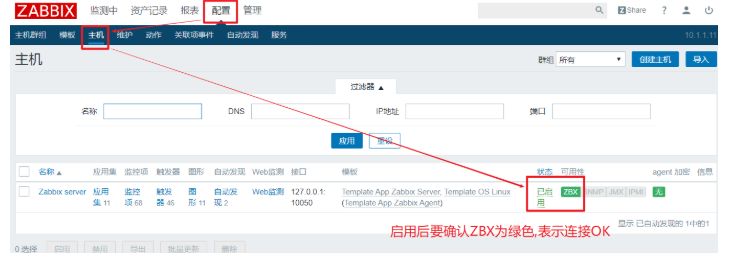 ZABBIX 监测中 资产记录 报表 配置 管理 Share ?
主机群组 模板 主机 维护 动作 关联项事件 自动发现 服务 10.1.1.11
主机 群组 所有 创建主机 导入
过滤器 ▲
名称 DNS IP地址 端口
应用 重设
名称▲ 应用集 监控项 触发器 图形 自动发现 Web监测 接口 模板 状态 可用性 agent 加密 信息
Zabbix server 应用集 11 监控项 68 触发器 46 图形 11 自动发现 2 Web监测 127.0.0.1: 10050 Template App Zabbix Server, Template OS Linux (Template App Zabbix Agent) 已启用 ZBX SNMP JMX IPMI 无
显示 已自动发现的 1中的1
启用后要确认ZBX为绿色,表示连接OK
0 选择 启用 禁用 导出 批量更新 删除